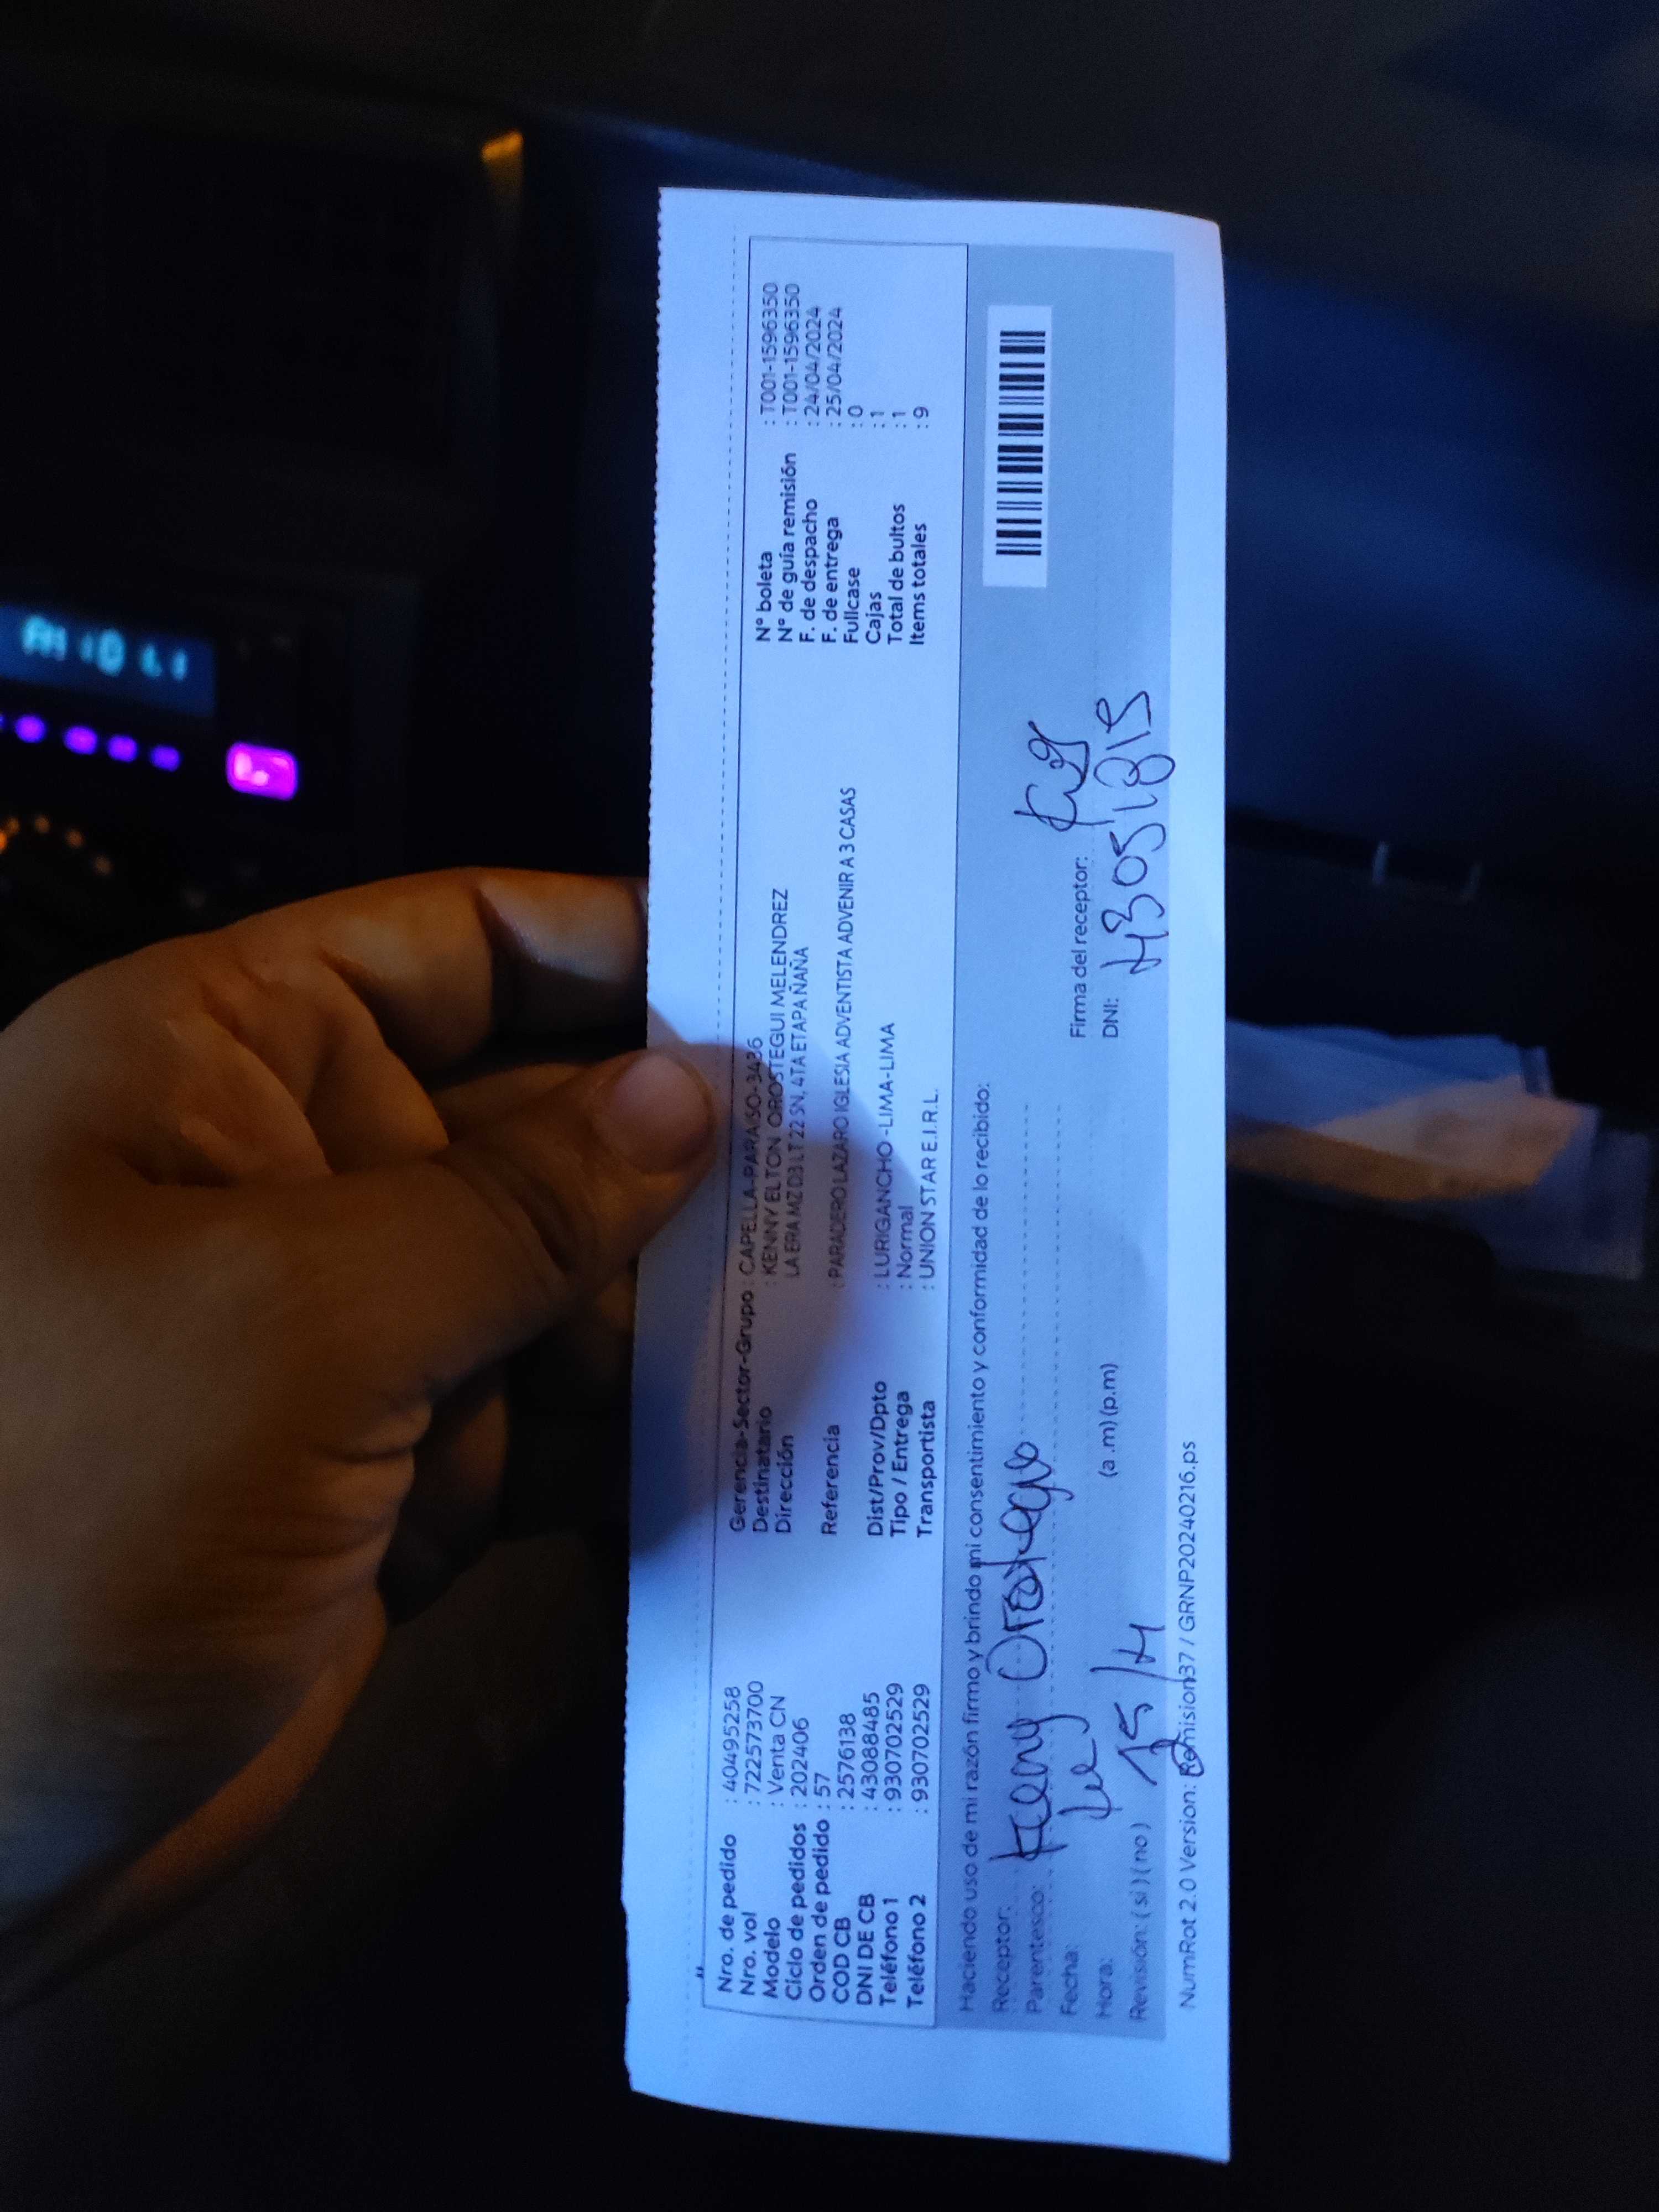 Nro. de pedido : 40495258
Nro. vol : 722573700
Modelo : Venta CN
Ciclo de pedidos : 202406
Orden de pedido : 57
COD CB : 2576138
DNI DE CB : 43088485
Teléfono 1 : 930702529
Teléfono 2 : 930702529
Gerencia-Sector-Grupo : CAPELLA-PARAISO-3436
Destinatario : KENNY ELTON OROSTEGUI MELENDREZ
Dirección LA ERA MZ D3 LT 22 SN, 4TA ETAPA ÑAÑA
Referencia : PARADERO LAZARO IGLESIA ADVENTISTA ADVENIR A 3 CASAS
Dist/Prov/Dpto : LURIGANCHO -LIMA-LIMA
Tipo / Entrega : Normal
Transportista : UNION STAR E.I.R.L.
N° boleta : T001-1596350
N° de guía remisión : T001-1596350
F. de despacho : 24/04/2024
F. de entrega : 25/04/2024
Fullcase : 0
Cajas : 1
Total de bultos : 1
Items totales : 9
Haciendo uso de mi razón firmo y brindo mi consentimiento y conformidad de lo recibido:
Receptor:
Parentesco:
Fecha:
Hora: (a .m) (p.m)
Revisión: ( si ) ( no )
Firma del receptor:
DNI:
NumRot 2.0 Version: Remision37 / GRNP20240216.ps